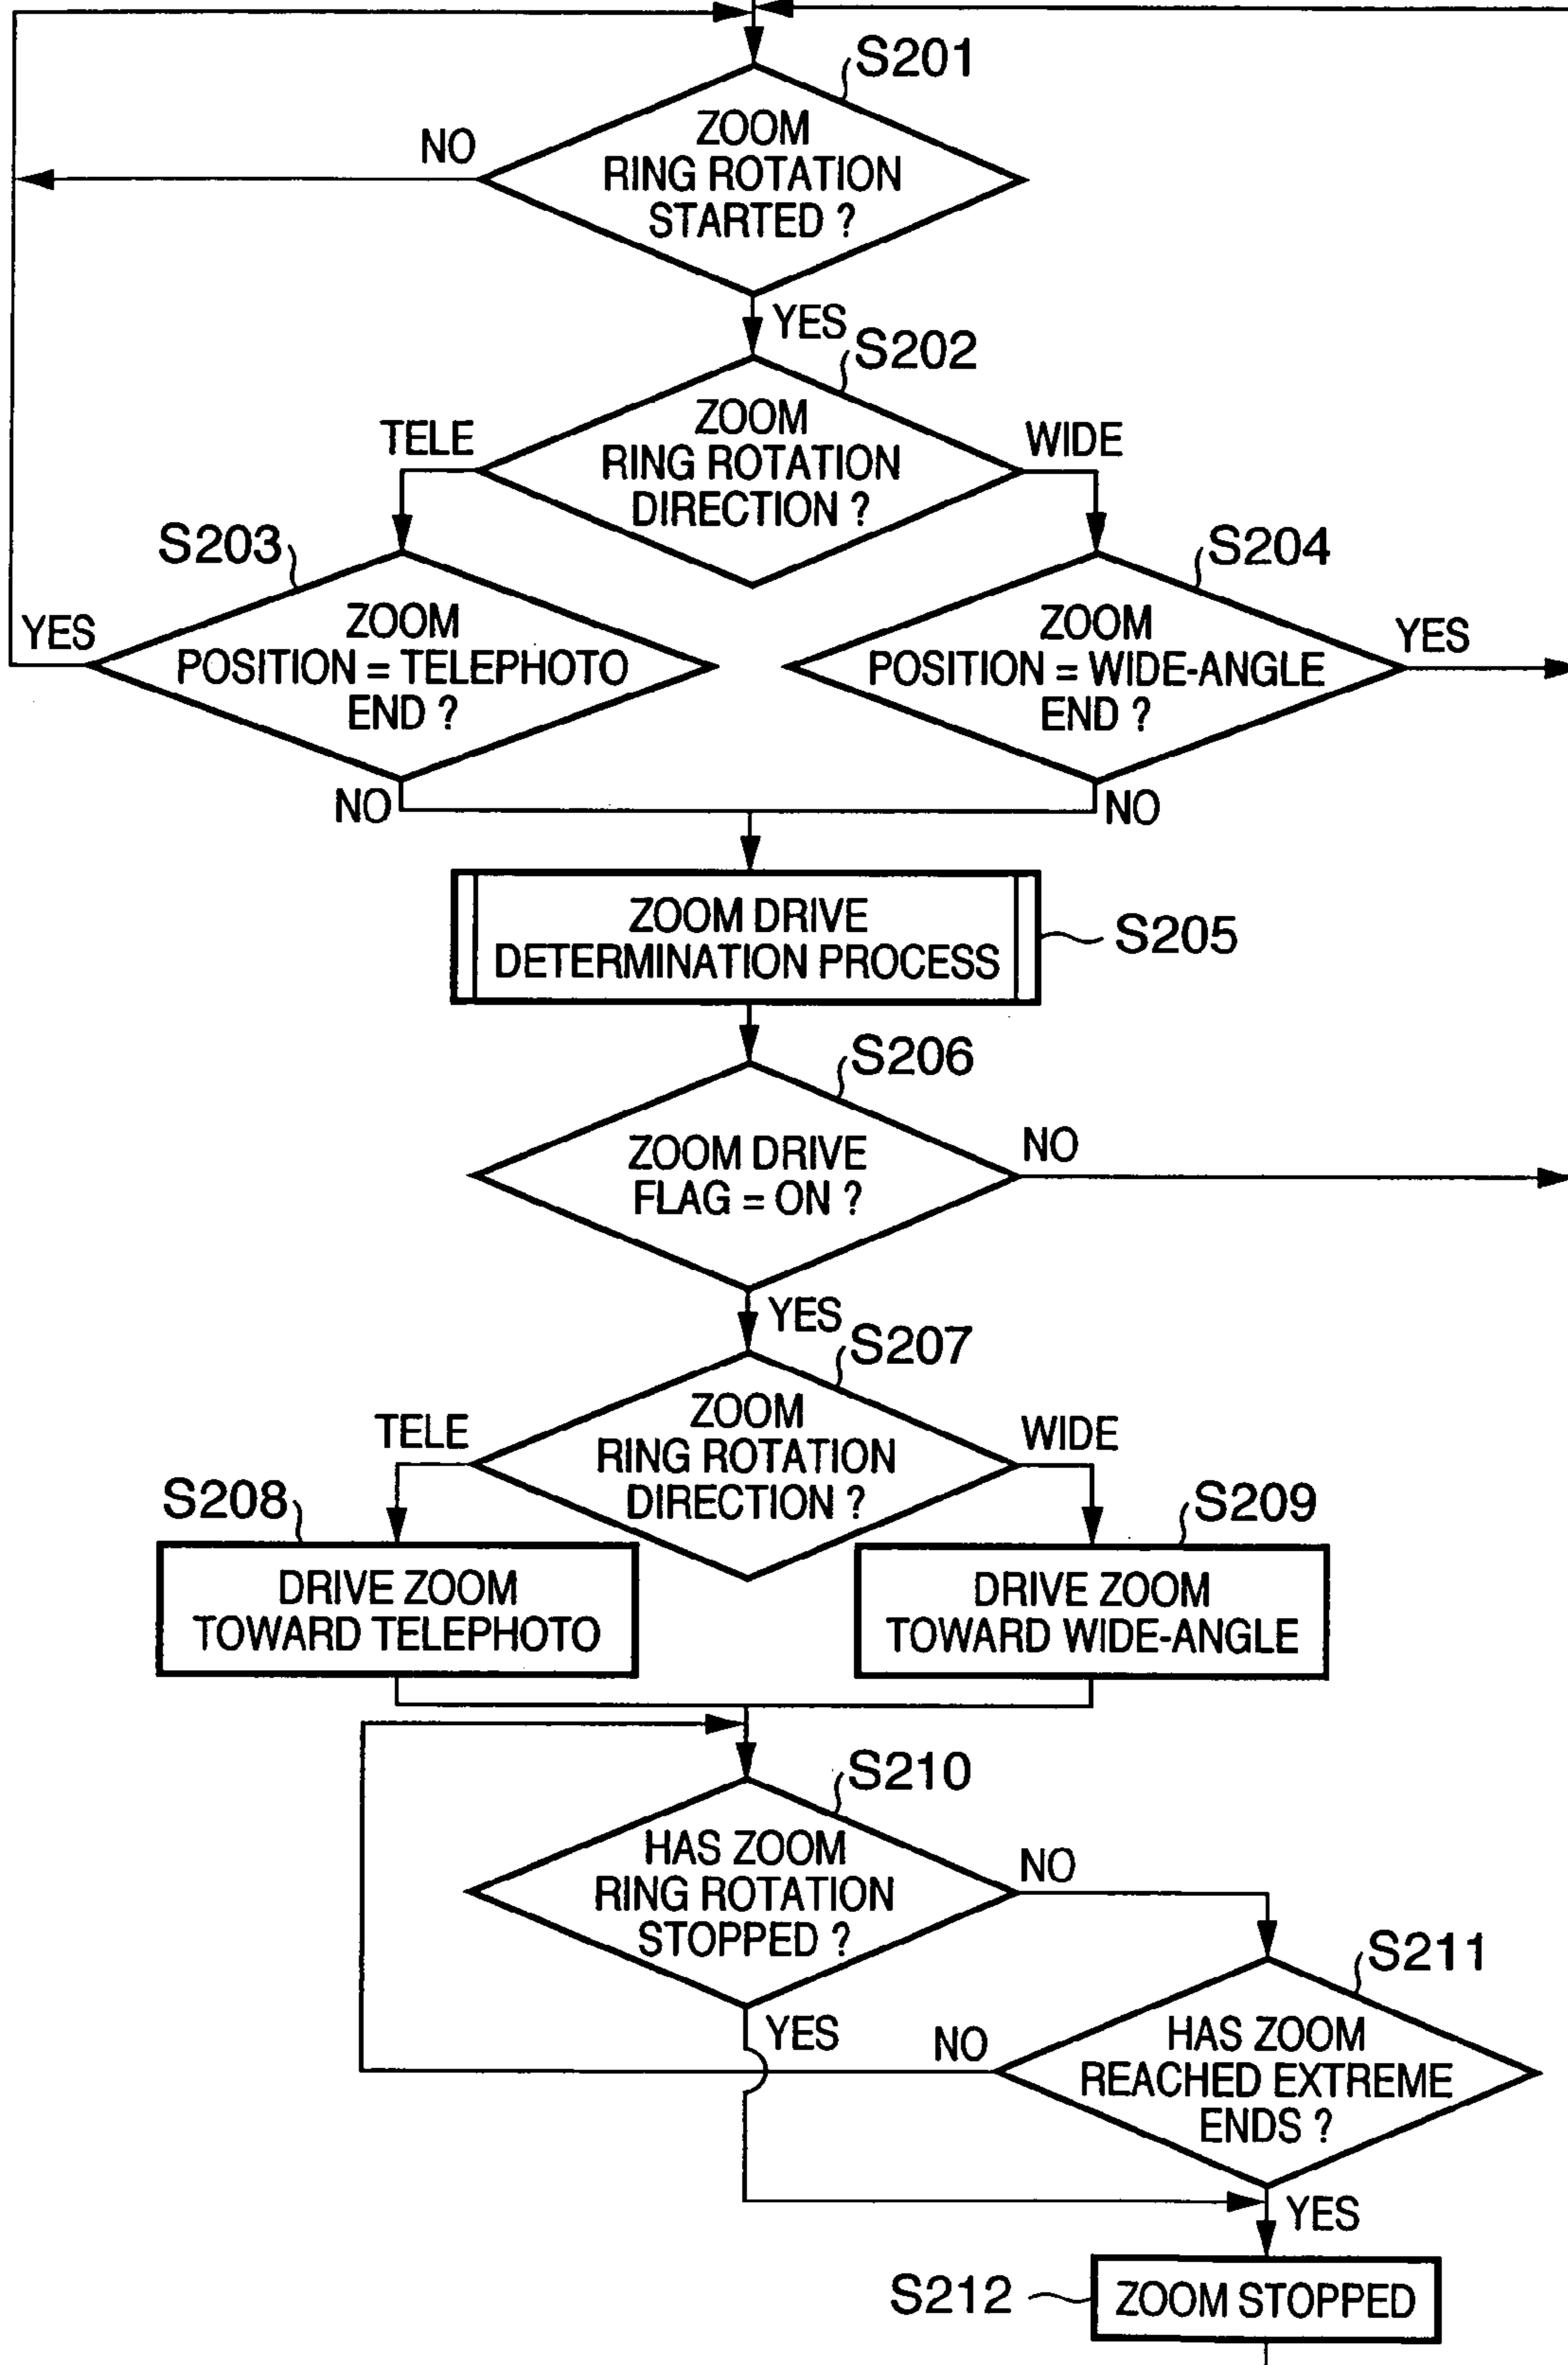 S201
ZOOM
RING ROTATION
STARTED ?
NO
YES
S202
ZOOM
RING ROTATION
DIRECTION ?
TELE
WIDE
S203
ZOOM
POSITION = TELEPHOTO
END ?
YES
NO
S204
ZOOM
POSITION = WIDE-ANGLE
END ?
YES
NO
ZOOM DRIVE
DETERMINATION PROCESS
S205
S206
ZOOM DRIVE
FLAG = ON ?
NO
YES
S207
ZOOM
RING ROTATION
DIRECTION ?
TELE
WIDE
S208
DRIVE ZOOM
TOWARD TELEPHOTO
S209
DRIVE ZOOM
TOWARD WIDE-ANGLE
S210
HAS ZOOM
RING ROTATION
STOPPED ?
NO
YES
S211
HAS ZOOM
REACHED EXTREME
ENDS ?
NO
YES
S212
ZOOM STOPPED